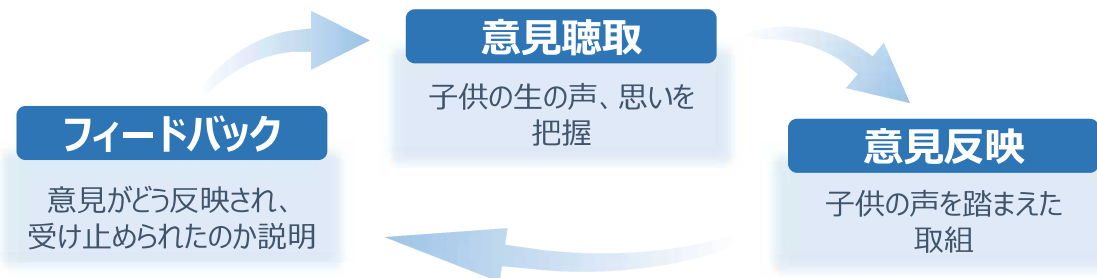 意見聴取
子供の生の声、思いを
把握
意見反映
子供の声を踏まえた
取組
フィードバック
意見がどう反映され、
受け止められたのか説明